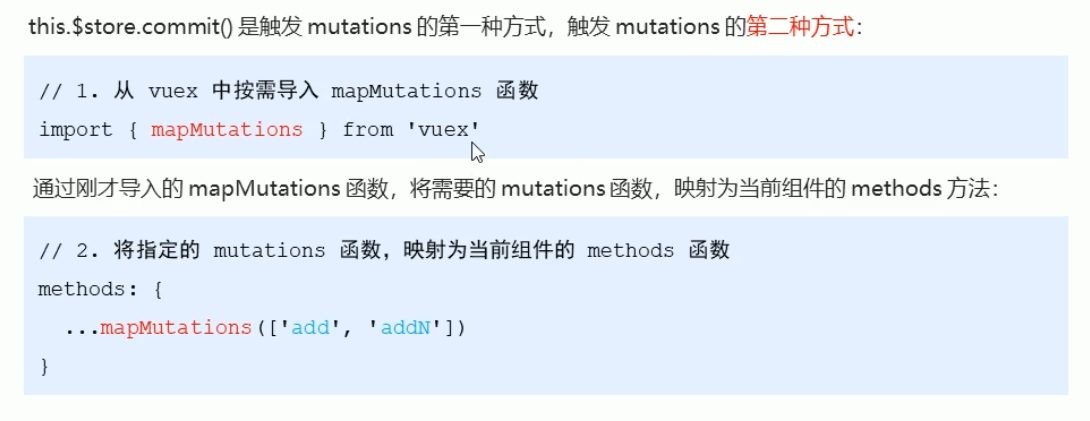 this.$store.commit() 是触发 mutations 的第一种方式，触发 mutations 的第二种方式：
// 1. 从 vuex 中按需导入 mapMutations 函数
import { mapMutations } from 'vuex'
通过刚才导入的 mapMutations 函数，将需要的 mutations 函数，映射为当前组件的 methods 方法：
// 2. 将指定的 mutations 函数，映射为当前组件的 methods 函数
methods: {
  ...mapMutations(['add', 'addN'])
}